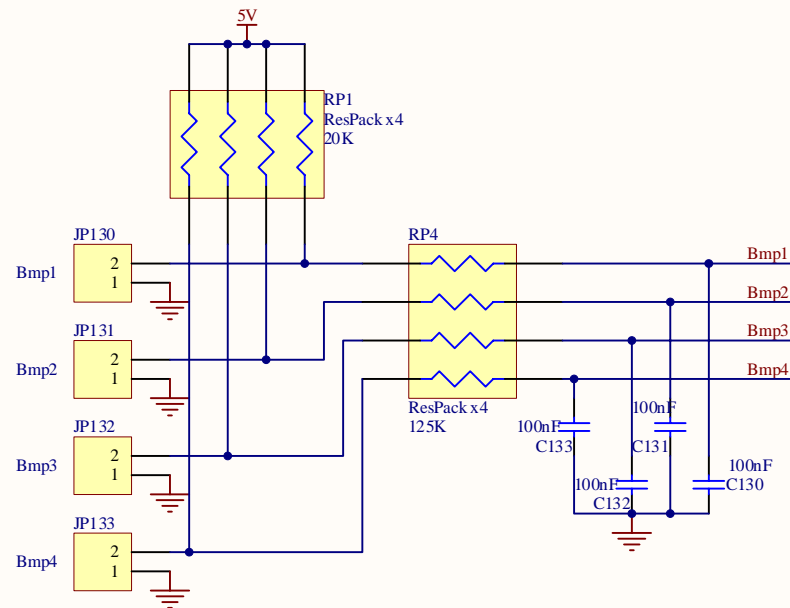 5V
RP1
ResPack x4
20K
JP130
Bmp1
2
1
RP4
Bmp1
Bmp2
Bmp3
Bmp4
JP131
Bmp2
2
1
ResPack x4
125K
JP132
Bmp3
2
1
100nF
C133
100nF
C131
100nF
C132
100nF
C130
JP133
Bmp4
2
1